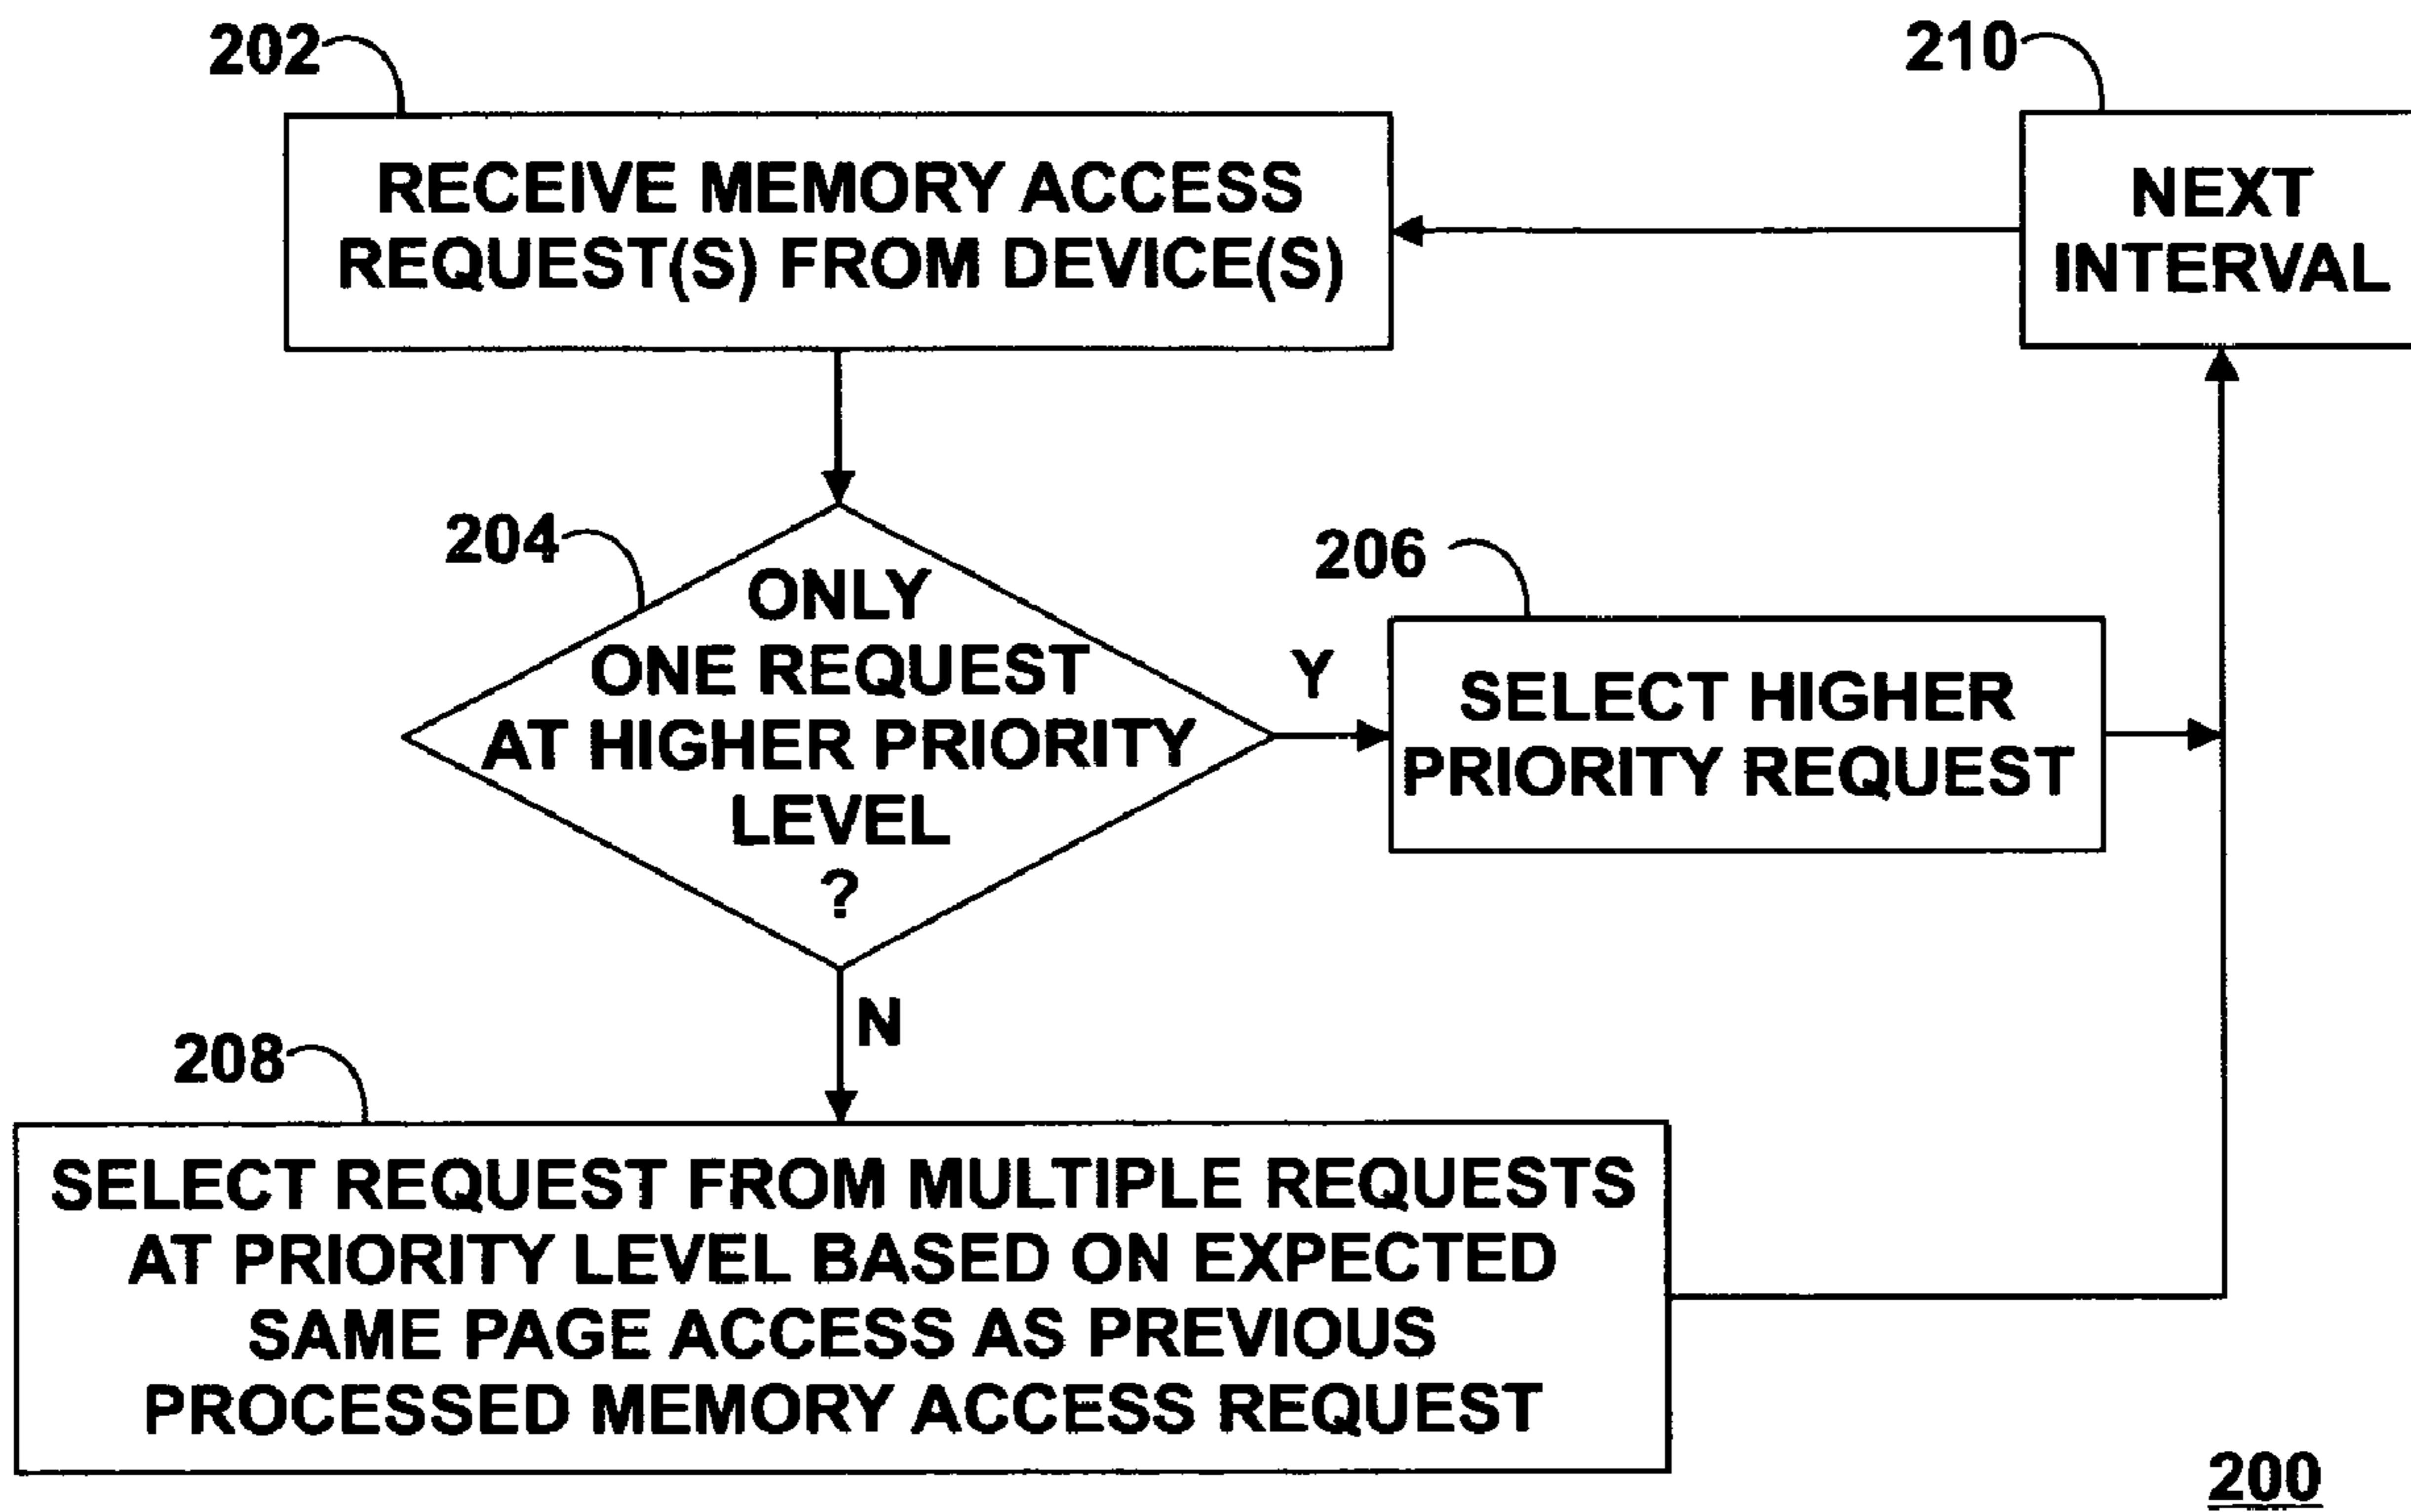 202
RECEIVE MEMORY ACCESS
REQUEST(S) FROM DEVICE(S)
210
NEXT
INTERVAL
204
ONLY
ONE REQUEST
AT HIGHER PRIORITY
LEVEL
?
Y
206
SELECT HIGHER
PRIORITY REQUEST
N
208
SELECT REQUEST FROM MULTIPLE REQUESTS
AT PRIORITY LEVEL BASED ON EXPECTED
SAME PAGE ACCESS AS PREVIOUS
PROCESSED MEMORY ACCESS REQUEST
200